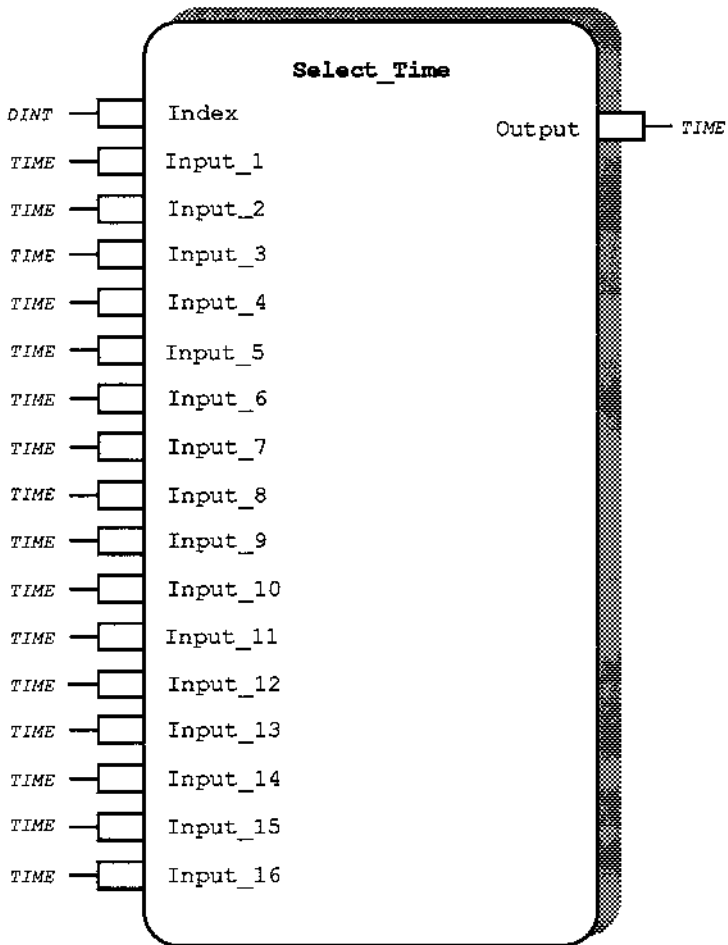 Select_Time
DINT Index
Output TIME
TIME Input_1
TIME Input_2
TIME Input_3
TIME Input_4
TIME Input_5
TIME Input_6
TIME Input_7
TIME Input_8
TIME Input_9
TIME Input_10
TIME Input_11
TIME Input_12
TIME Input_13
TIME Input_14
TIME Input_15
TIME Input_16